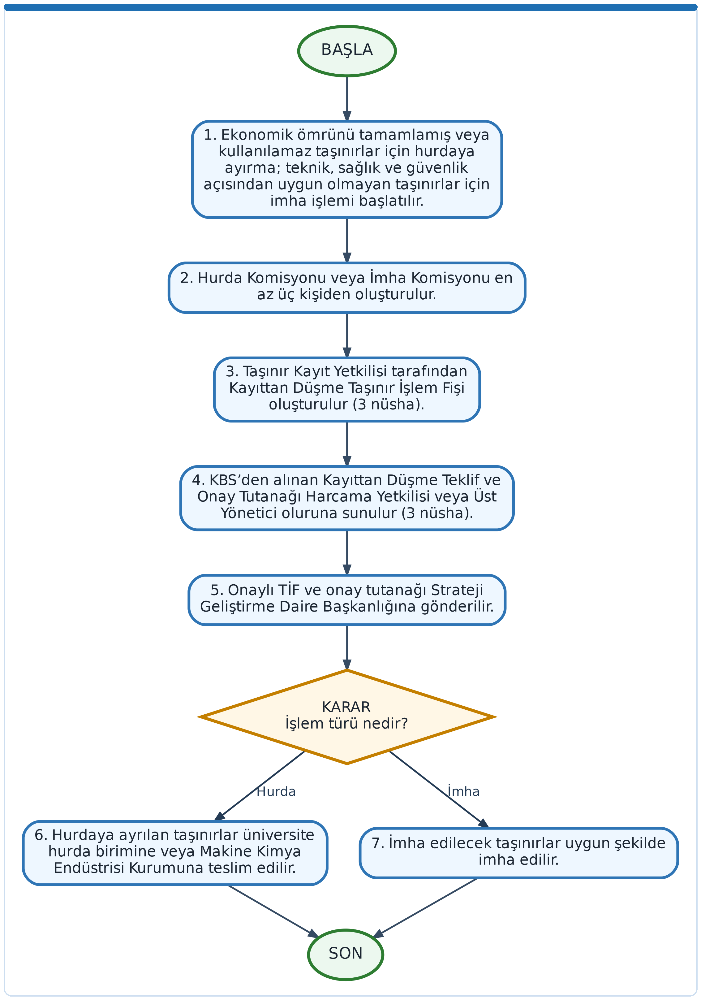 BAŞLA
1. Ekonomik ömrünü tamamlamış veya
kullanılamaz taşınırlar için hurdaya
ayırma; teknik, sağlık ve güvenlik
açısından uygun olmayan taşınırlar için
imha işlemi başlatılır.
2. Hurda Komisyonu veya İmha Komisyonu en
az üç kişiden oluşturulur.
3. Taşınır Kayıt Yetkilisi tarafından
Kayıttan Düşme Taşınır İşlem Fişi
oluşturulur (3 nüsha).
4. KBS’den alınan Kayıttan Düşme Teklif ve
Onay Tutanağı Harcama Yetkilisi veya Üst
Yönetici oluruna sunulur (3 nüsha).
5. Onaylı TİF ve onay tutanağı Strateji
Geliştirme Daire Başkanlığına gönderilir.
KARAR
İşlem türü nedir?
Hurda
İmha
6. Hurdaya ayrılan taşınırlar üniversite
hurda birimine veya Makine Kimya
Endüstrisi Kurumuna teslim edilir.
7. İmha edilecek taşınırlar uygun şekilde
imha edilir.
SON